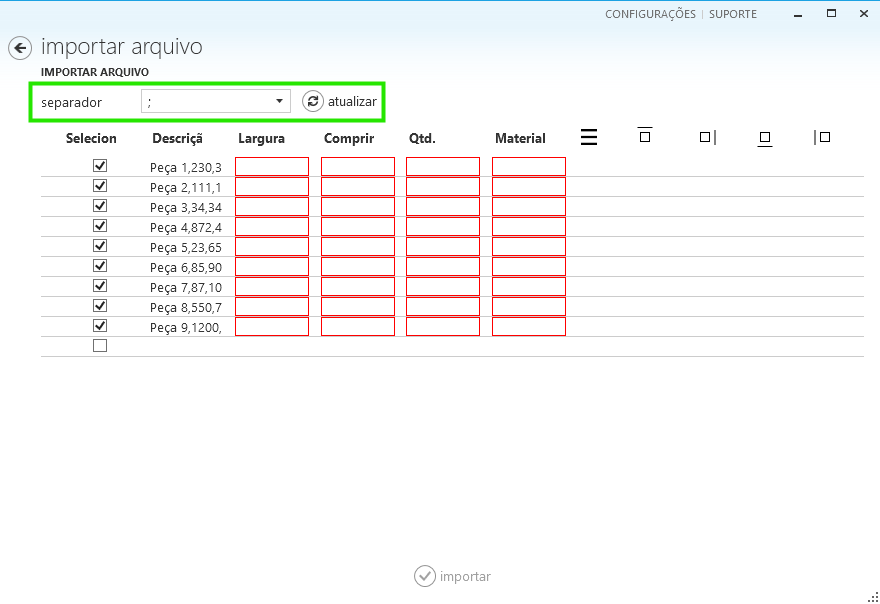 CONFIGURAÇÕES | SUPORTE
importar arquivo
IMPORTAR ARQUIVO
separador ; atualizar
Selecion Descriçã Largura Comprir Qtd. Material
Peça 1,230,3
Peça 2,111,1
Peça 3,34,34
Peça 4,872,4
Peça 5,23,65
Peça 6,85,90
Peça 7,87,10
Peça 8,550,7
Peça 9,1200,
importar